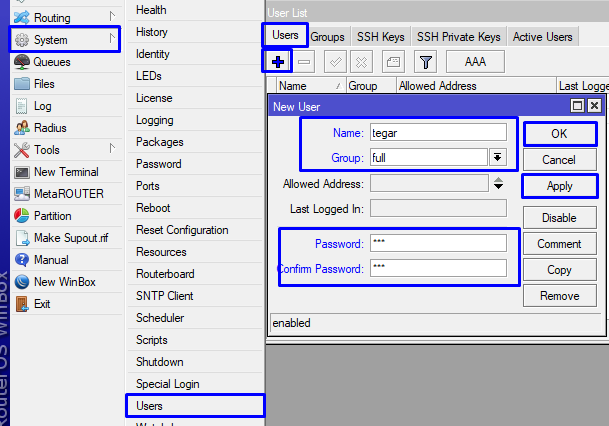 Routing
System
Queues
Files
Log
Radius
Tools
New Terminal
MetaROUTER
Partition
Make Supout.rif
Manual
New WinBox
Exit
RouterOS WinBox
Health
History
Identity
LEDs
License
Logging
Packages
Password
Ports
Reboot
Reset Configuration
Resources
Routerboard
SNTP Client
Scheduler
Scripts
Shutdown
Special Login
Users
User List
Users Groups SSH Keys SSH Private Keys Active Users
AAA
Name / Group Allowed Address Last Logge
New User
Name: tegar
Group: full
Allowed Address:
Last Logged In:
Password: ***
Confirm Password: ***
OK
Cancel
Apply
Disable
Comment
Copy
Remove
enabled